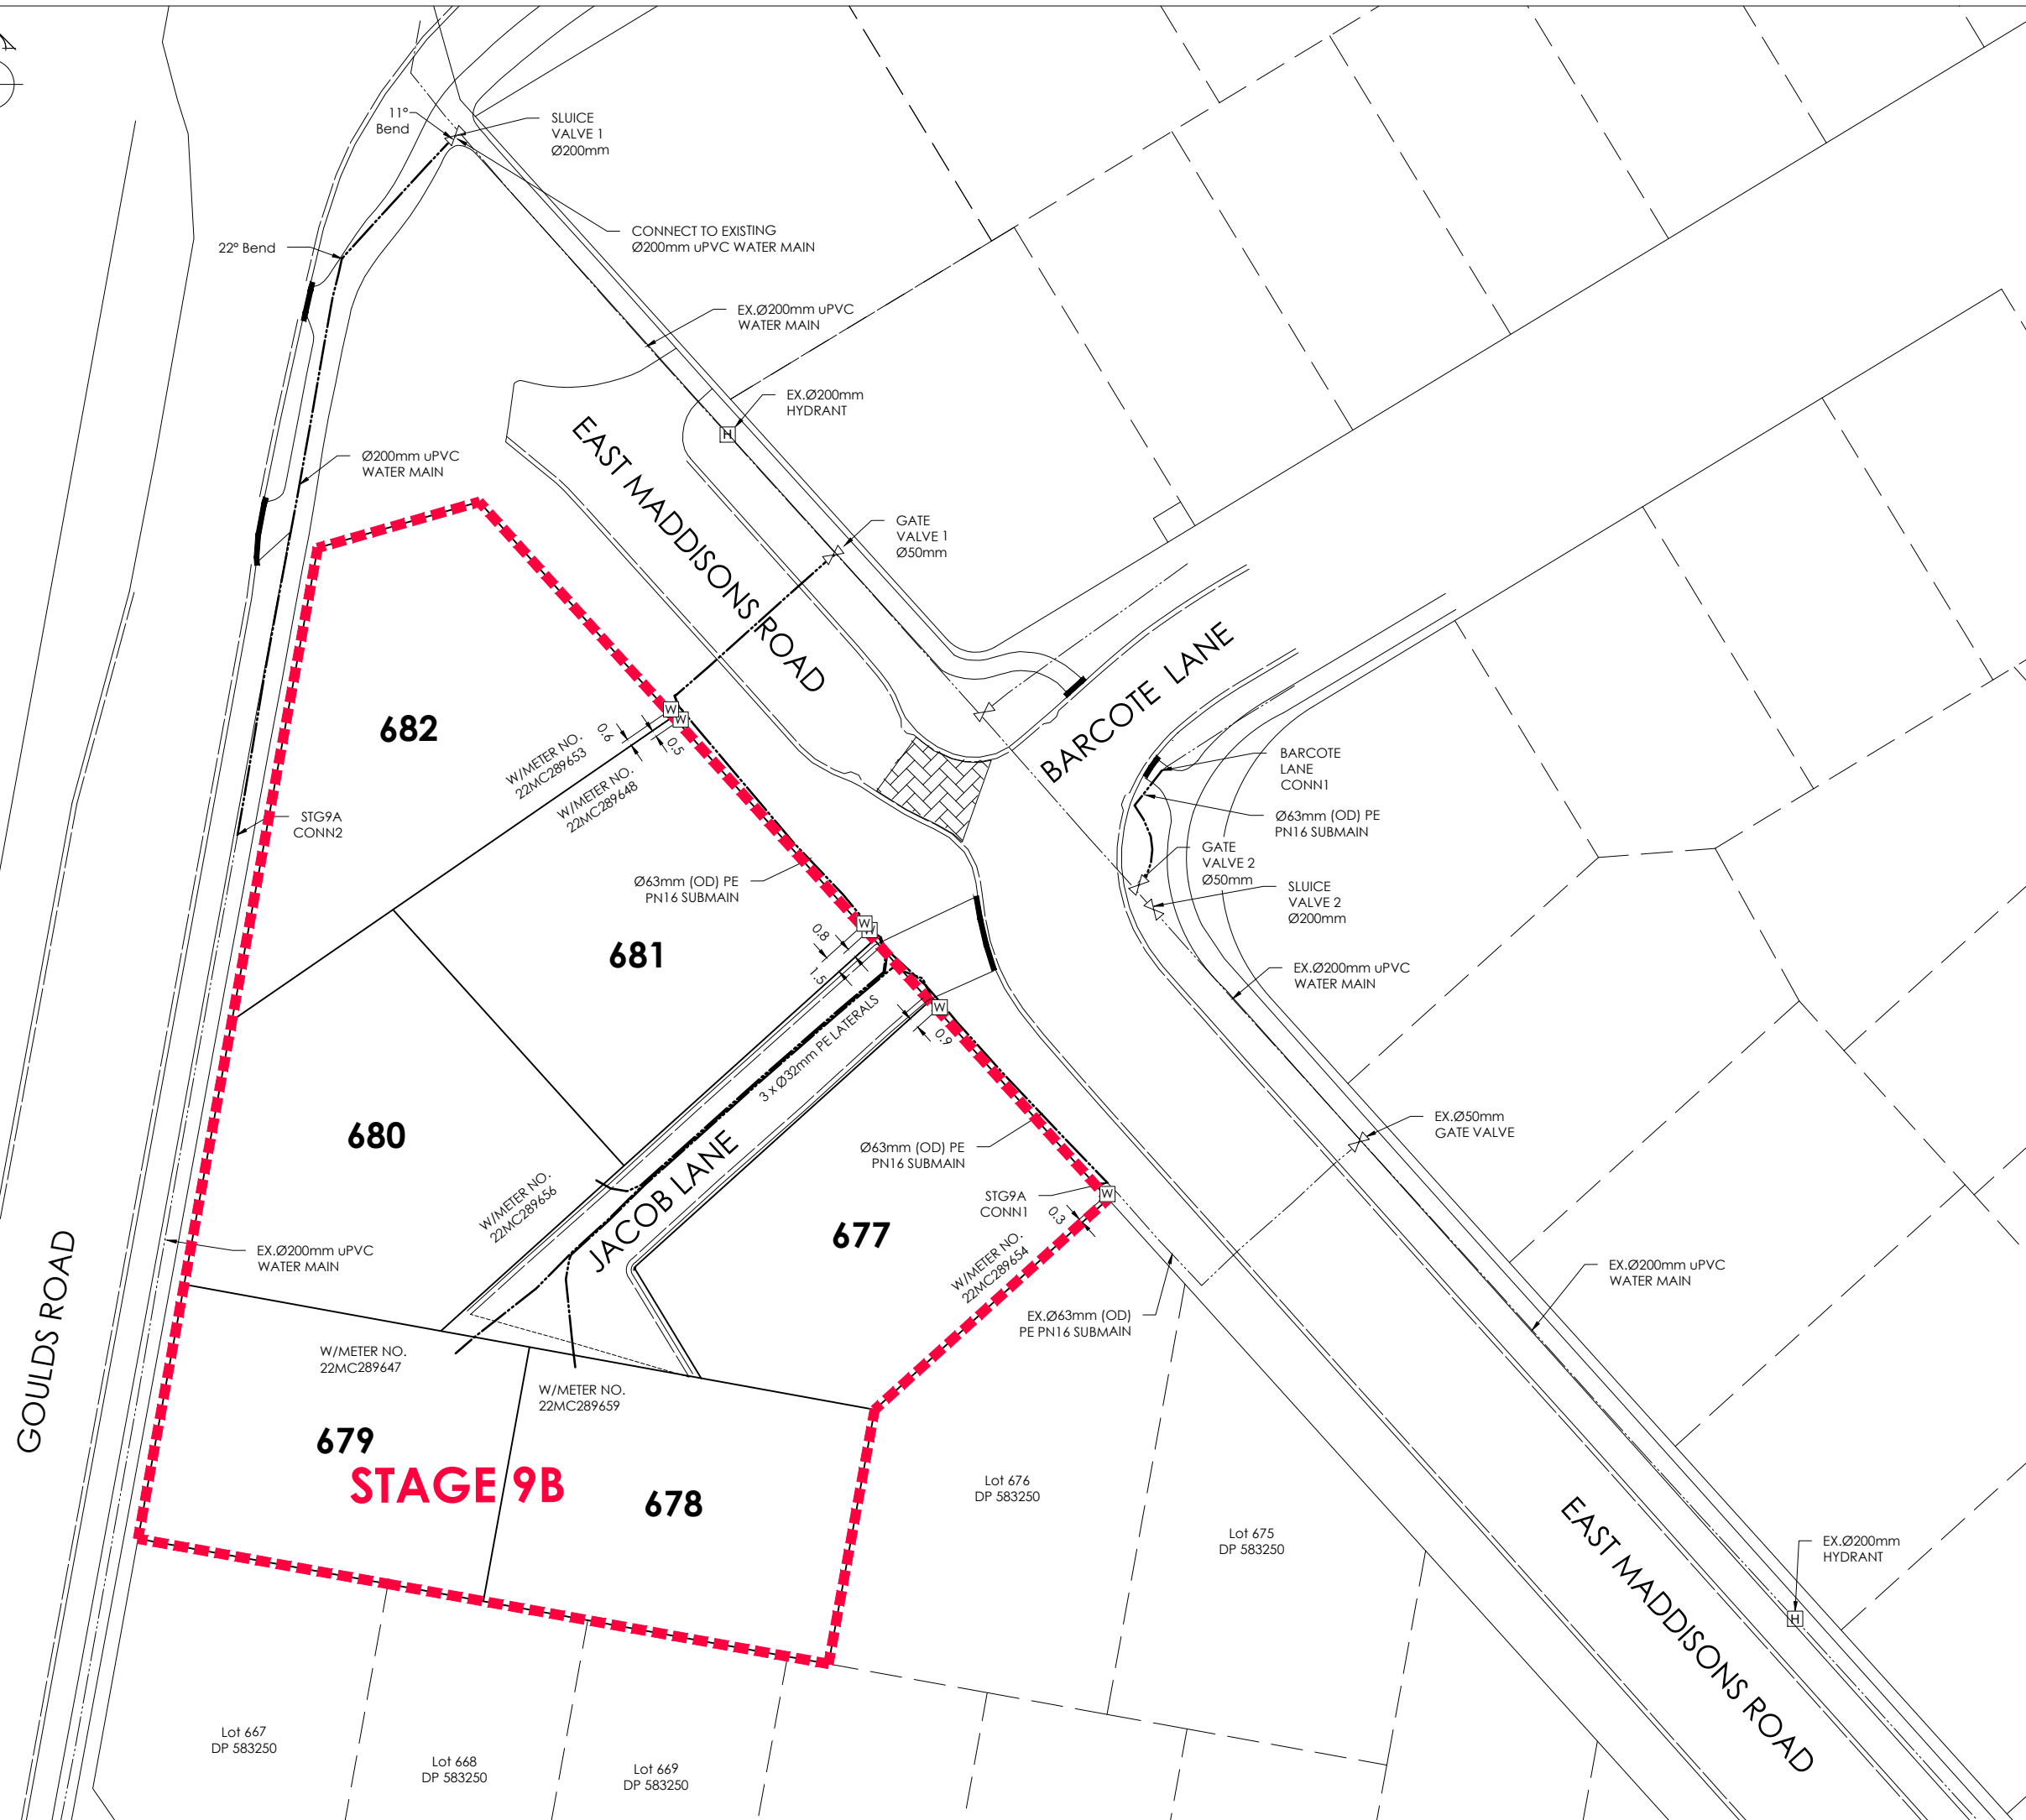 11°
Bend
SLUICE
VALVE 1
Ø200mm
22° Bend
CONNECT TO EXISTING
Ø200mm uPVC WATER MAIN
EX.Ø200mm uPVC
WATER MAIN
EX.Ø200mm
HYDRANT
H
EAST MADDISONS ROAD
Ø200mm uPVC
WATER MAIN
GATE
VALVE 1
Ø50mm
682
W
W
0.6
0.5
W/METER NO.
22MC289653
W/METER NO.
22MC289648
BARCOTE LANE
BARCOTE
LANE
CONN1
Ø63mm (OD) PE
PN16 SUBMAIN
STG9A
CONN2
GATE
VALVE 2
Ø50mm
SLUICE
VALVE 2
Ø200mm
Ø63mm (OD) PE
PN16 SUBMAIN
681
W
W
0.8
1.5
EX.Ø200mm uPVC
WATER MAIN
W
0.9
3 x Ø32mm PE LATERALS
680
Ø63mm (OD) PE
PN16 SUBMAIN
EX.Ø50mm
GATE VALVE
STG9A
CONN1
W
0.3
W/METER NO.
22MC289656
JACOB LANE
677
W/METER NO.
22MC289654
EX.Ø200mm uPVC
WATER MAIN
EX.Ø200mm uPVC
WATER MAIN
GOULDS ROAD
EX.Ø63mm (OD)
PE PN16 SUBMAIN
W/METER NO.
22MC289647
W/METER NO.
22MC289659
679
STAGE 9B
678
Lot 676
DP 583250
Lot 675
DP 583250
EAST MADDISONS ROAD
EX.Ø200mm
HYDRANT
H
Lot 667
DP 583250
Lot 668
DP 583250
Lot 669
DP 583250